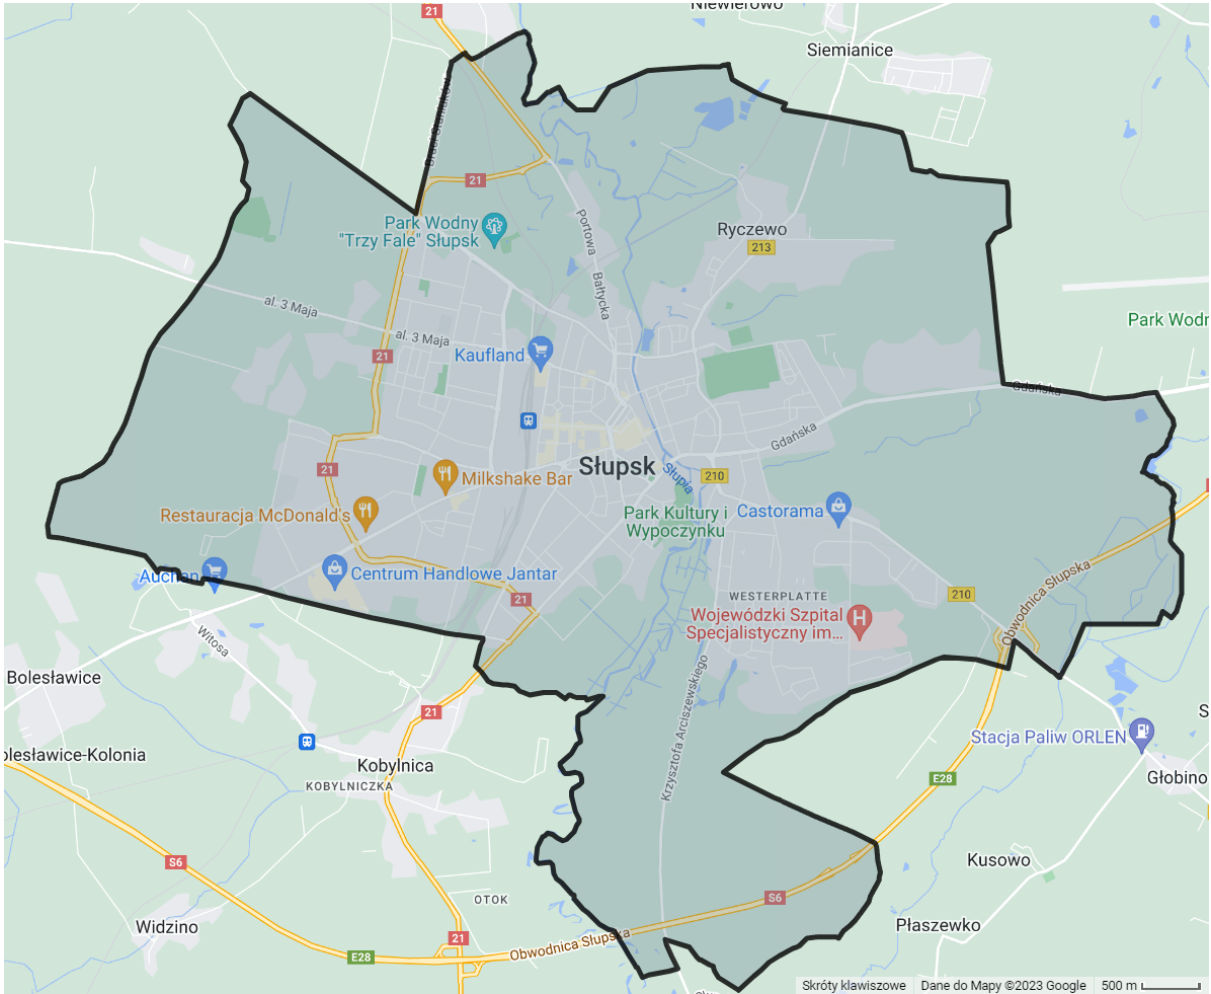 21
Niewierowo
Siemianice
21
Park Wodny
"Trzy Fale" Słupsk
Portowa
Ryczewo
213
Bałtycka
al. 3 Maja
Park Wodn
al. 3 Maja
21
Kaufland
Gdańska
Gdańska
Słupsk
21
Milkshake Bar
Słupia
210
Restauracja McDonald's
Park Kultury i
Wypoczynku
Castorama
Auchan
Centrum Handlowe Jantar
21
WESTERPLATTE
210
Obwodnica Słupska
Wojewódzki Szpital
Specjalistyczny im...
Witosa
Bolesławice
Krzysztofa Arciszewskiego
21
S
Stacja Paliw ORLEN
olesławice-Kolonia
Kobylnica
Głobino
KOBYLNICZKA
E28
S6
Kusowo
OTOK
S6
Widzino
Płaszewko
21
Obwodnica Słupska
E28
Skróty klawiszowe
Dane do Mapy ©2023 Google
500 m